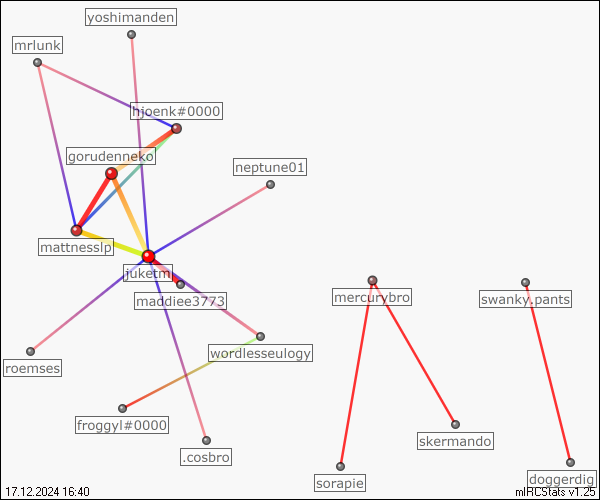 yoshimanden
mrlunk
hjoenk#0000
gorudenneko
neptune01
mattnesslp
juketml
maddiee3773
mercurybro
swanky.pants
wordlesseulogy
roemses
froggyl#0000
skermando
.cosbro
sorapie
doggerdig
17.12.2024 16:40
mIRCStats v1.25